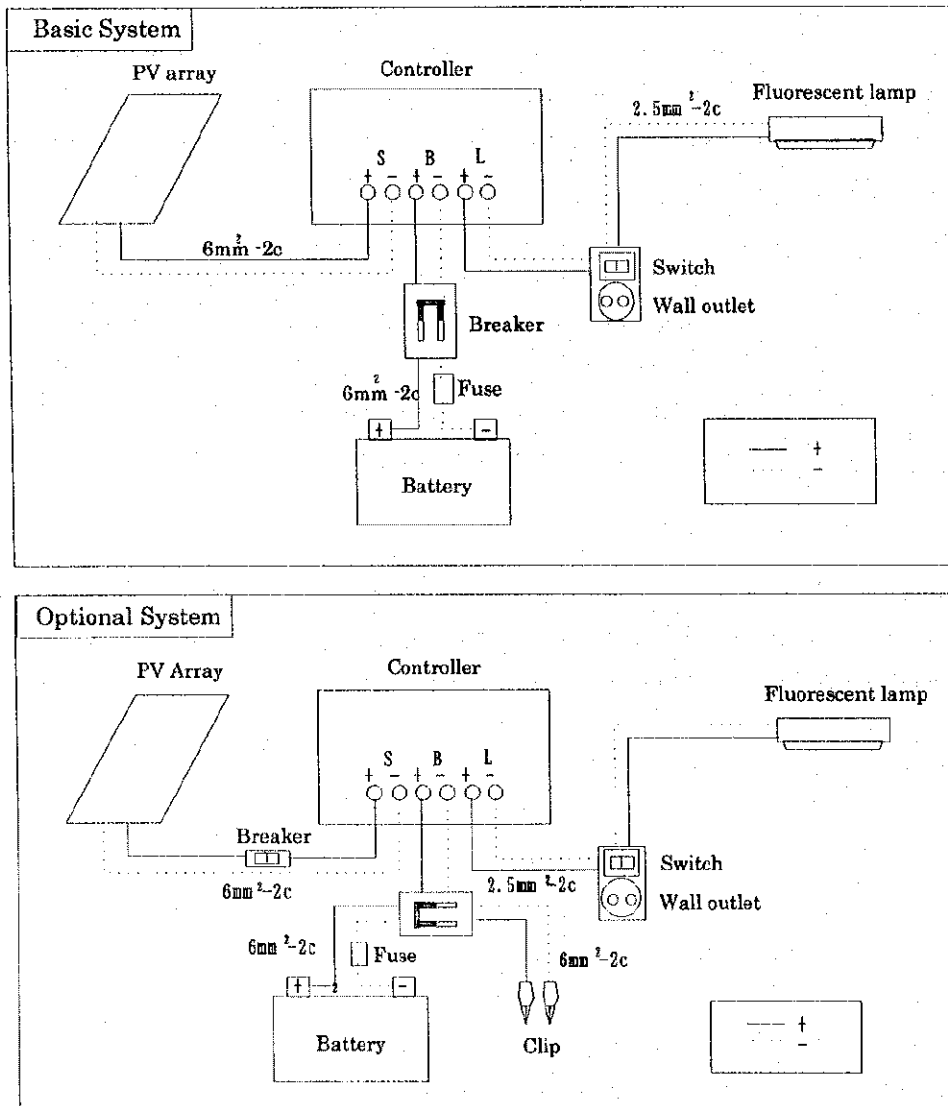 Basic System
PV array
Controller
Fluorescent lamp
2.5mm²-2c
S B L
+ - + - + -
6mm²-2c
Switch
Wall outlet
Breaker
6mm²-2c
Fuse
+ -
Battery
+
-
Optional System
PV Array
Controller
Fluorescent lamp
S B L
+ - + - + -
Breaker
6mm²-2c
2.5mm²-2c
Switch
Wall outlet
6mm²-2c
Fuse
6mm²-2c
+ -
Battery
Clip
+
-